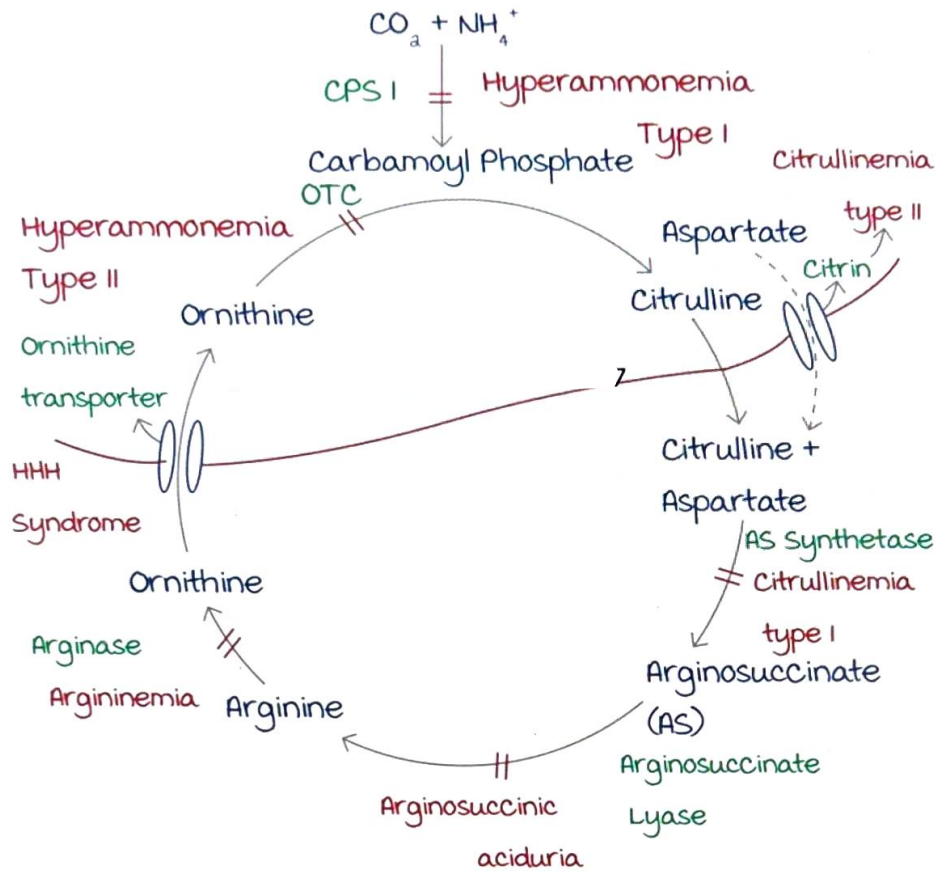 CO2 + NH4+
CPS I
Hyperammonemia
Type I
Carbamoyl Phosphate
Citrullinemia
type II
OTC
Hyperammonemia
Type II
Aspartate
Citrin
Citrulline
Ornithine
Ornithine
transporter
HHH
Syndrome
Citrulline +
Aspartate
AS Synthetase
Citrullinemia
type I
Ornithine
Arginase
Argininemia
Arginine
Arginosuccinate
(AS)
Arginosuccinate
Lyase
Arginosuccinic
aciduria